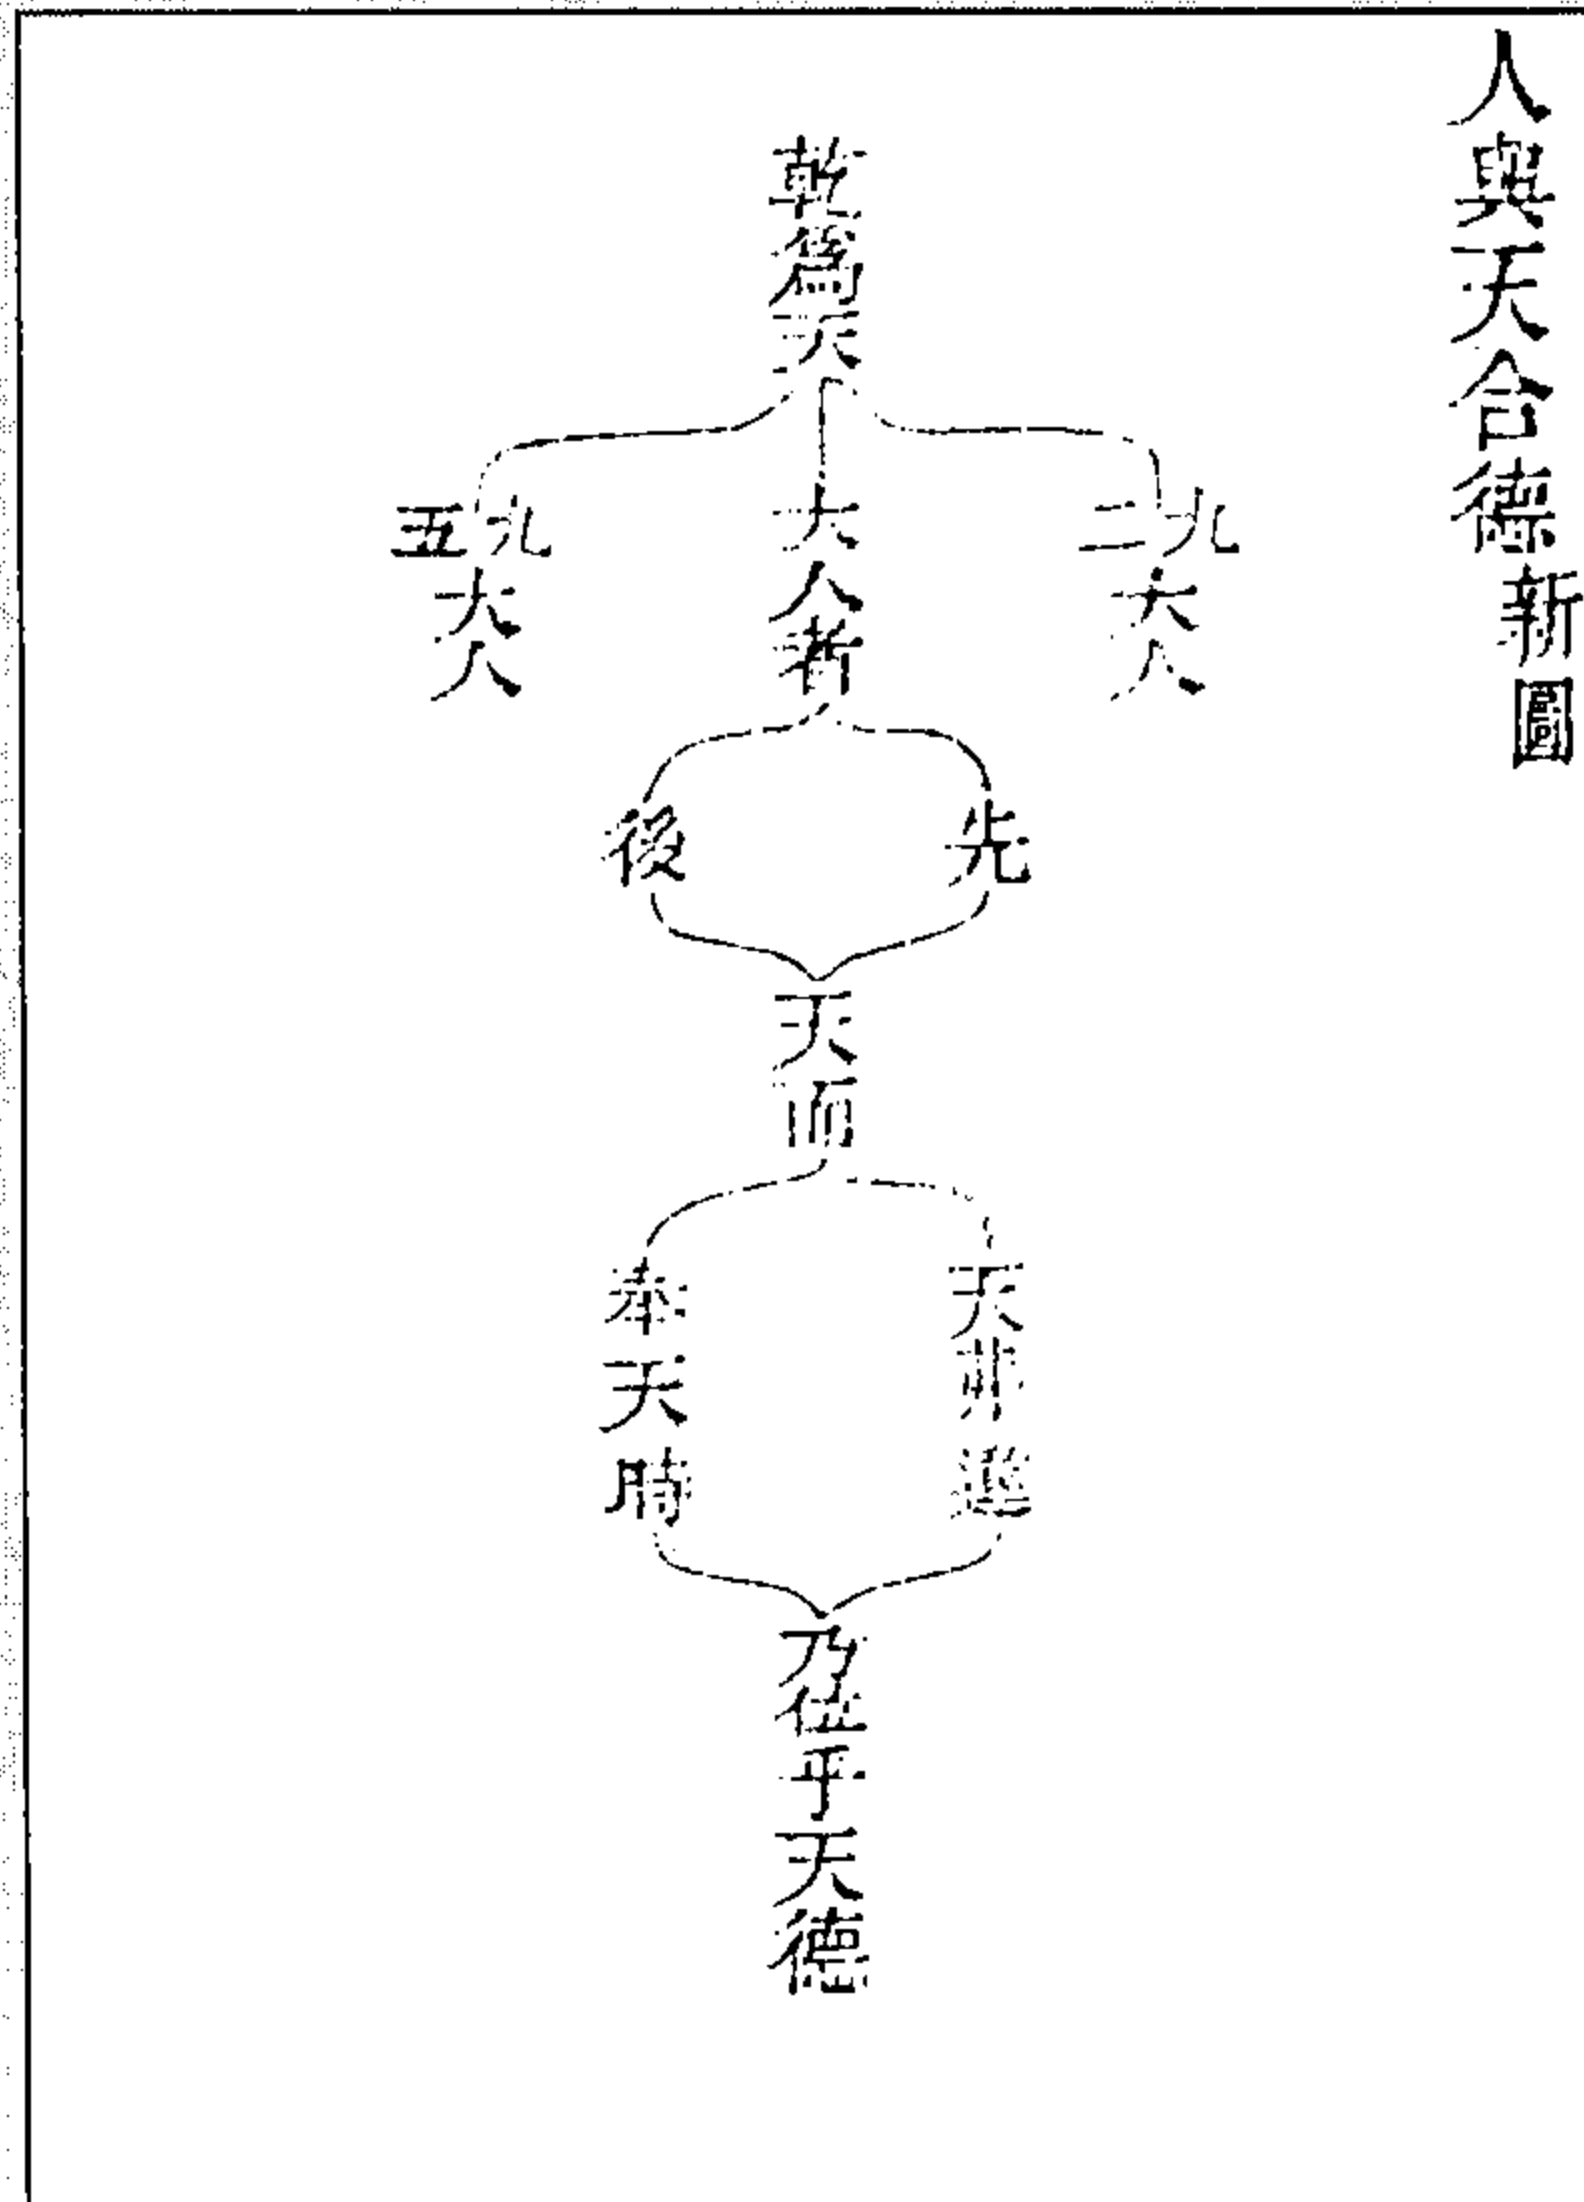 人與天合德新圖
乾爲天
九二大人
大人者
九五大人
先
後
天而
天弗違
奉天時
乃位乎天德